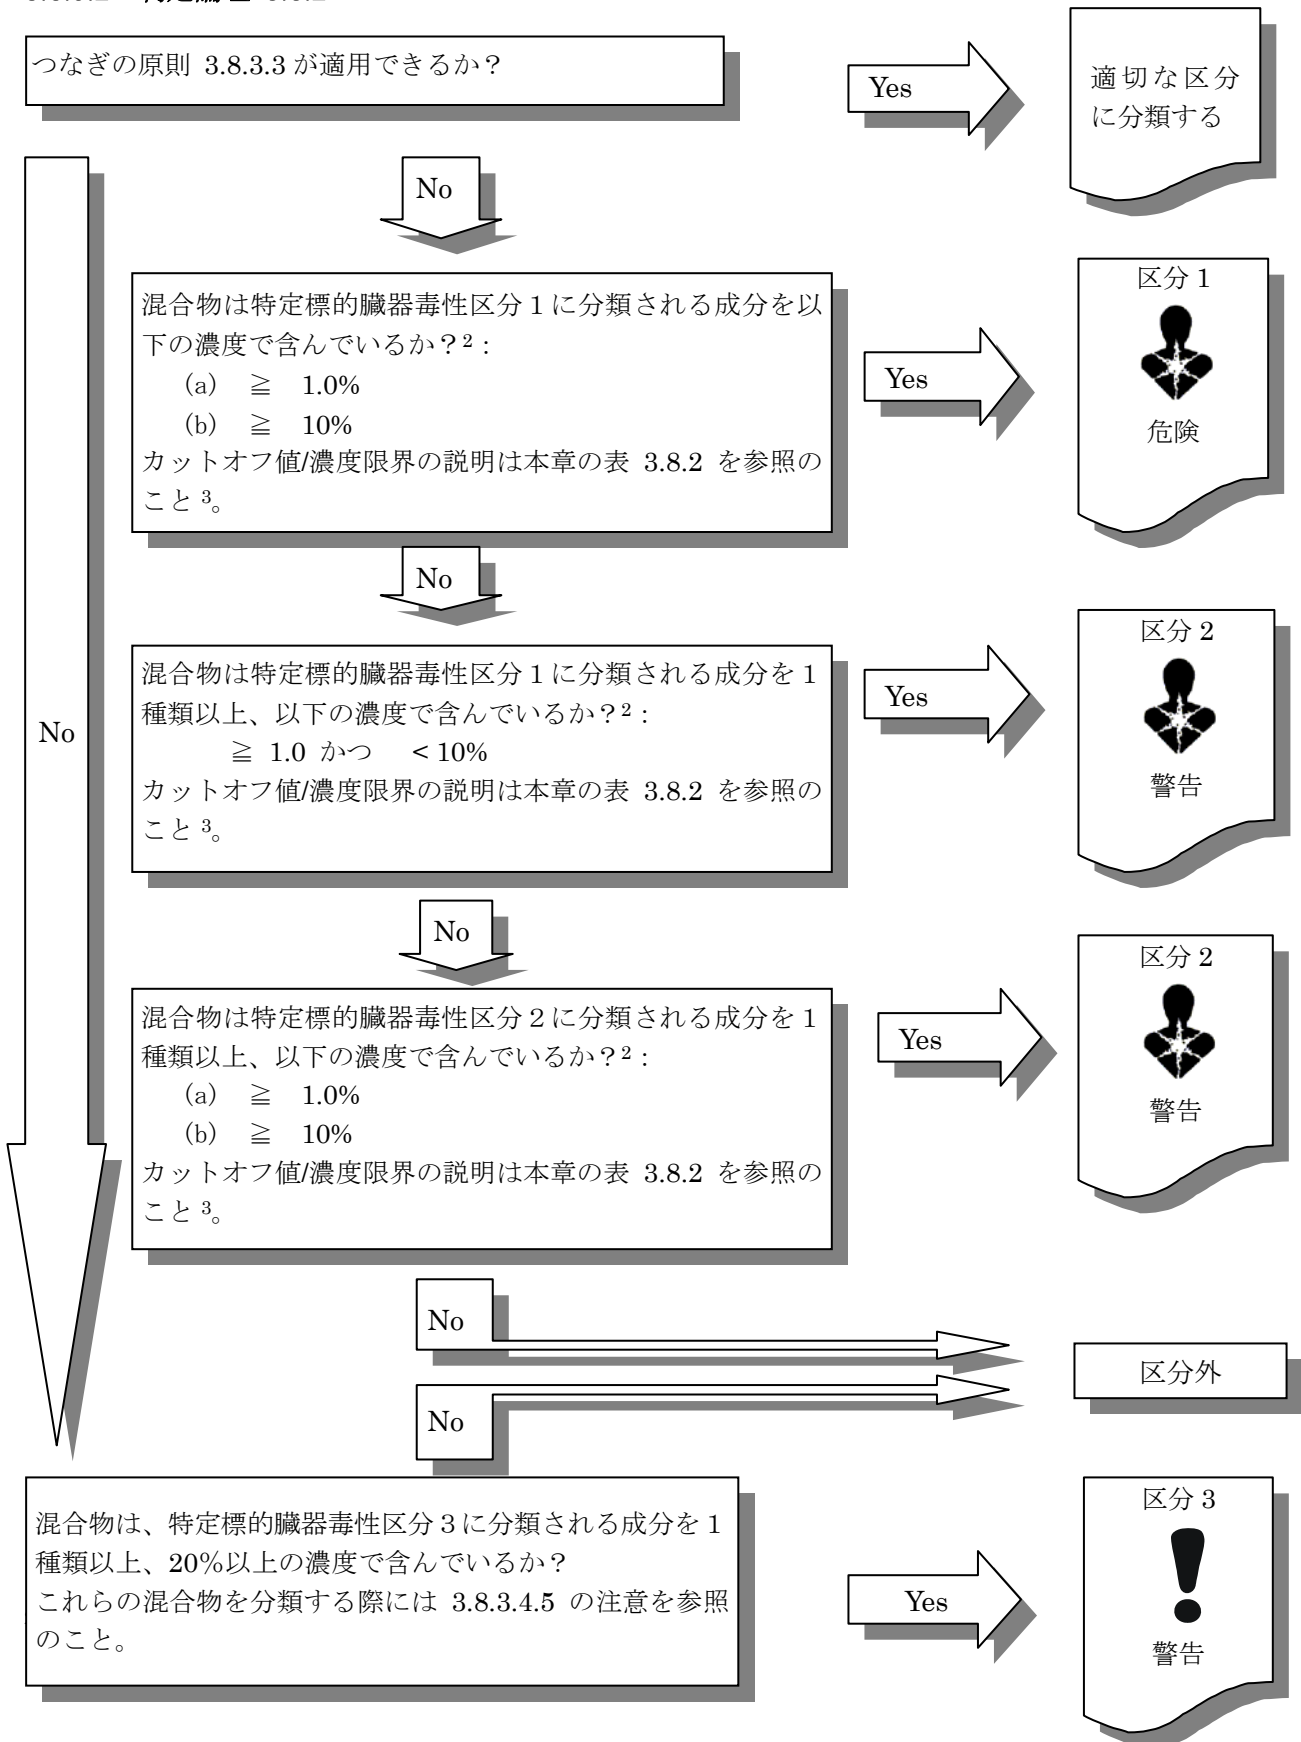 つなぎの原則 3.8.3.3 が適用できるか？
Yes
適切な区分
に分類する
No
混合物は特定標的臓器毒性区分１に分類される成分を以
下の濃度で含んでいるか？2：
(a) ≧ 1.0%
(b) ≧ 10%
カットオフ値/濃度限界の説明は本章の表 3.8.2 を参照の
こと 3。
Yes
区分 1
危険
No
混合物は特定標的臓器毒性区分１に分類される成分を１
種類以上、以下の濃度で含んでいるか？2：
≧ 1.0 かつ ＜10%
カットオフ値/濃度限界の説明は本章の表 3.8.2 を参照の
こと 3。
Yes
区分 2
警告
No
No
混合物は特定標的臓器毒性区分２に分類される成分を１
種類以上、以下の濃度で含んでいるか？2：
(a) ≧ 1.0%
(b) ≧ 10%
カットオフ値/濃度限界の説明は本章の表 3.8.2 を参照の
こと 3。
Yes
区分 2
警告
No
区分外
No
混合物は、特定標的臓器毒性区分３に分類される成分を１
種類以上、20％以上の濃度で含んでいるか？
これらの混合物を分類する際には 3.8.3.4.5 の注意を参照
のこと。
Yes
区分 3
警告